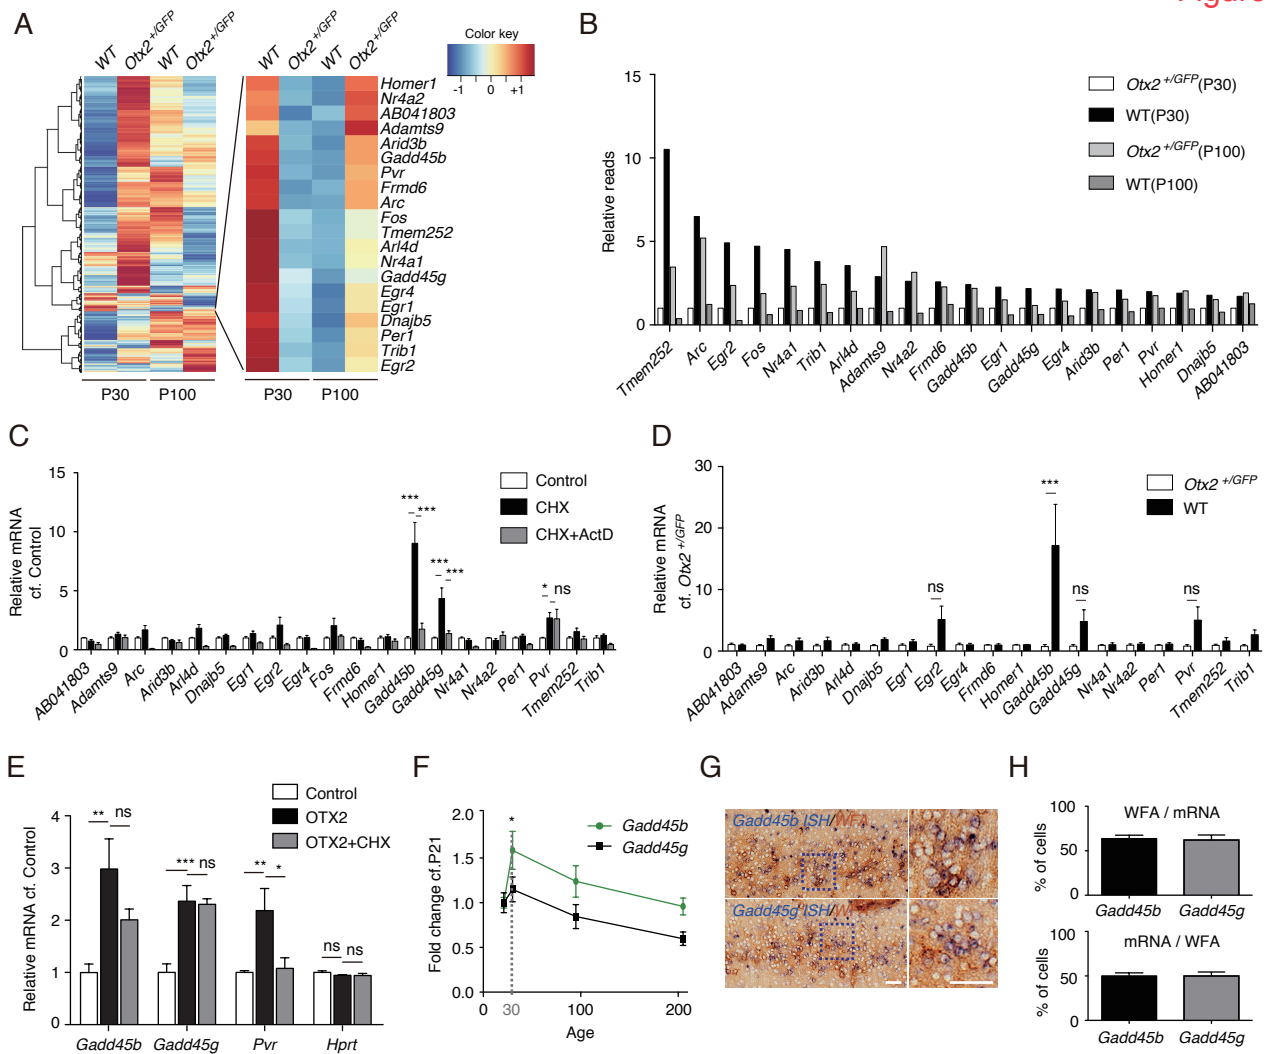 Figure
A
WT
Otx2+/GFP
WT
Otx2+/GFP
WT
Otx2+/GFP
WT
Otx2+/GFP
Color key
-1 0 +1
Homer1
Nr4a2
AB041803
Adamts9
Arid3b
Gadd45b
Pvr
Frmd6
Arc
Fos
Tmem252
Arl4d
Nr4a1
Gadd45g
Egr4
Egr1
Dnajb5
Per1
Trib1
Egr2
P30 P100
P30 P100
B
Relative reads
15
10
5
0
Otx2+/GFP(P30)
WT(P30)
Otx2+/GFP(P100)
WT(P100)
Tmem252 Arc Egr2 Fos Nr4a1 Trib1 Arl4d Adamts9 Nr4a2 Frmd6 Gadd45b Egr1 Gadd45g Egr4 Arid3b Per1 Pvr Homer1 Dnajb5 AB041803
C
Relative mRNA
cf. Control
15
10
5
0
Control
CHX
CHX+ActD
*** *** *** *** * ns
AB041803 Adamts9 Arc Arid3b Arl4d Dnajb5 Egr1 Egr2 Egr4 Fos Frmd6 Homer1 Gadd45b Gadd45g Nr4a1 Nr4a2 Per1 Pvr Tmem252 Trib1
D
Relative mRNA
cf. Otx2+/GFP
30
20
10
0
Otx2+/GFP
WT
ns *** ns ns
AB041803 Adamts9 Arc Arid3b Arl4d Dnajb5 Egr1 Egr2 Egr4 Frmd6 Homer1 Gadd45b Gadd45g Nr4a1 Nr4a2 Per1 Pvr Tmem252 Trib1
E
Relative mRNA cf. Control
4
3
2
1
0
Control
OTX2
OTX2+CHX
** ns *** ns ** * ns ns
Gadd45b Gadd45g Pvr Hprt
F
Fold change cf.P21
2.0
1.5
1.0
0.5
0.0
*
Gadd45b
Gadd45g
0 30 100 200
Age
G
Gadd45b ISH/WFA
Gadd45g ISH/WFA
H
% of cells
100
50
0
WFA / mRNA
Gadd45b Gadd45g
% of cells
100
50
0
mRNA / WFA
Gadd45b Gadd45g